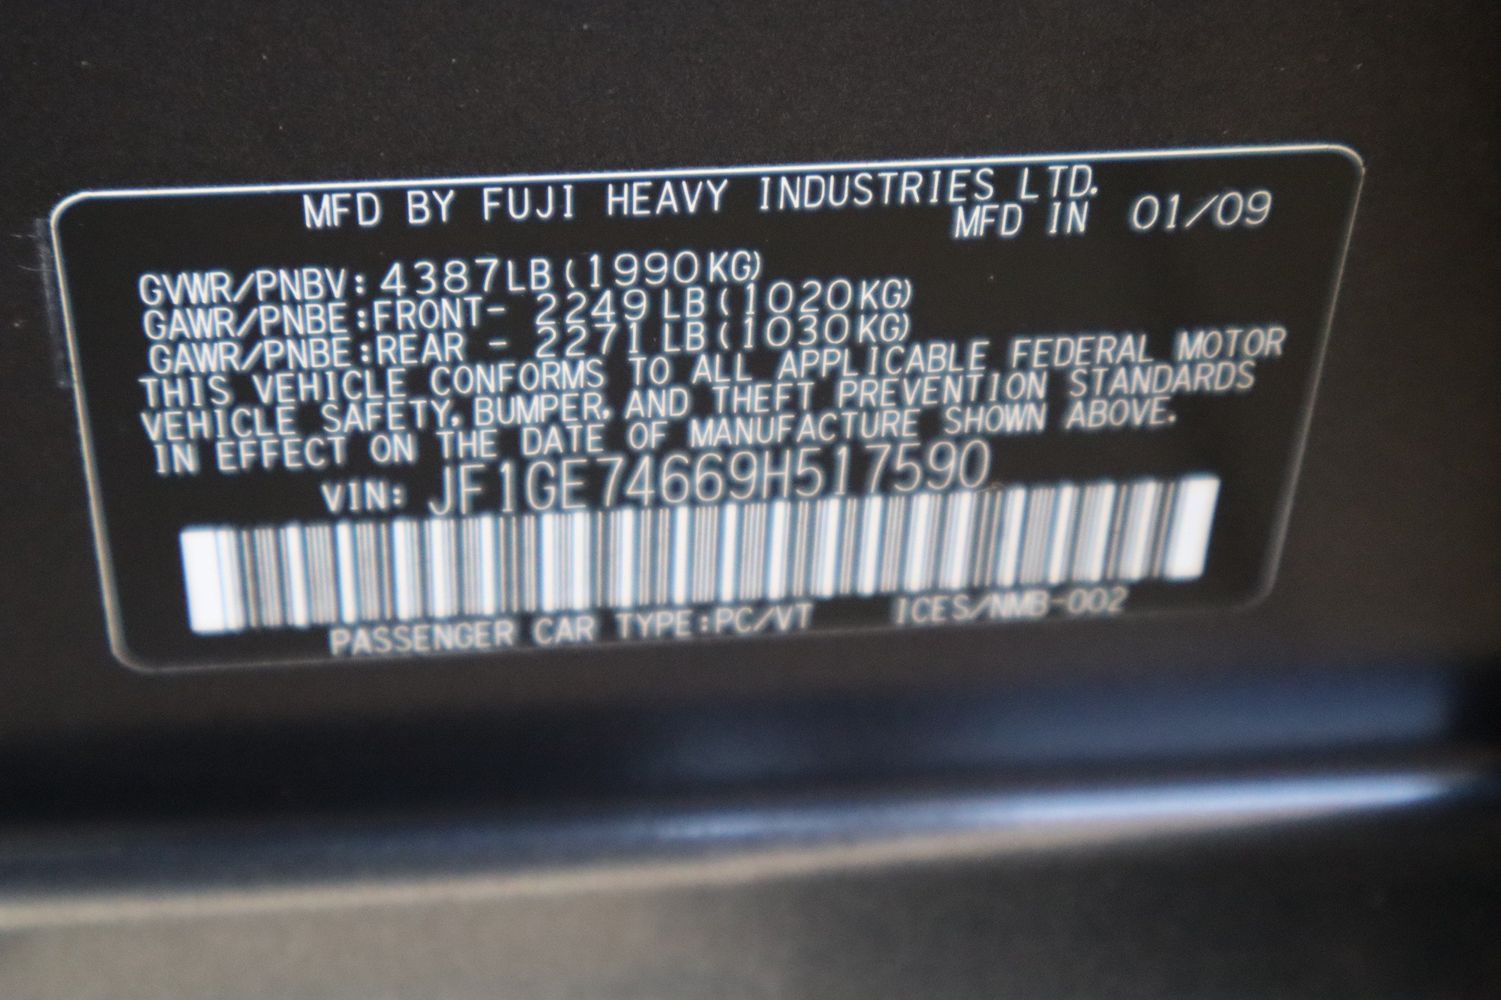 MFD BY FUJI HEAVY INDUSTRIES LTD.
MFD IN 01/09
GVWR/PNBV: 4387LB (1990KG)
GAWR/PNBE:FRONT- 2249LB (1020KG)
GAWR/PNBE:REAR - 2271LB (1030KG)
THIS VEHICLE CONFORMS TO ALL APPLICABLE FEDERAL MOTOR
VEHICLE SAFETY, BUMPER, AND THEFT PREVENTION STANDARDS
IN EFFECT ON THE DATE OF MANUFACTURE SHOWN ABOVE.
VIN: JF1GE74669H517590
PASSENGER CAR TYPE:PC/VT ICES/NMB-002